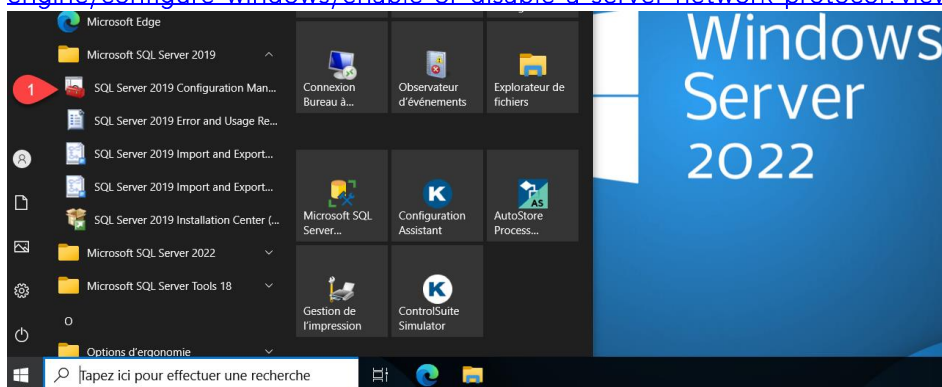 engine/configure-windows/enable-or-disable-a-server-network-protocol?view
Microsoft Edge
Microsoft SQL Server 2019
1
SQL Server 2019 Configuration Man...
SQL Server 2019 Error and Usage Re...
SQL Server 2019 Import and Export...
SQL Server 2019 Import and Export...
SQL Server 2019 Installation Center (...
Microsoft SQL Server 2022
Microsoft SQL Server Tools 18
O
Options d'ergonomie
Connexion
Bureau à...
Observateur
d'événements
Explorateur de
fichiers
Microsoft SQL
Server...
K
Configuration
Assistant
AS
AutoStore
Process...
Gestion de
l'impression
K
ControlSuite
Simulator
Windows
Server
2022
Tapez ici pour effectuer une recherche